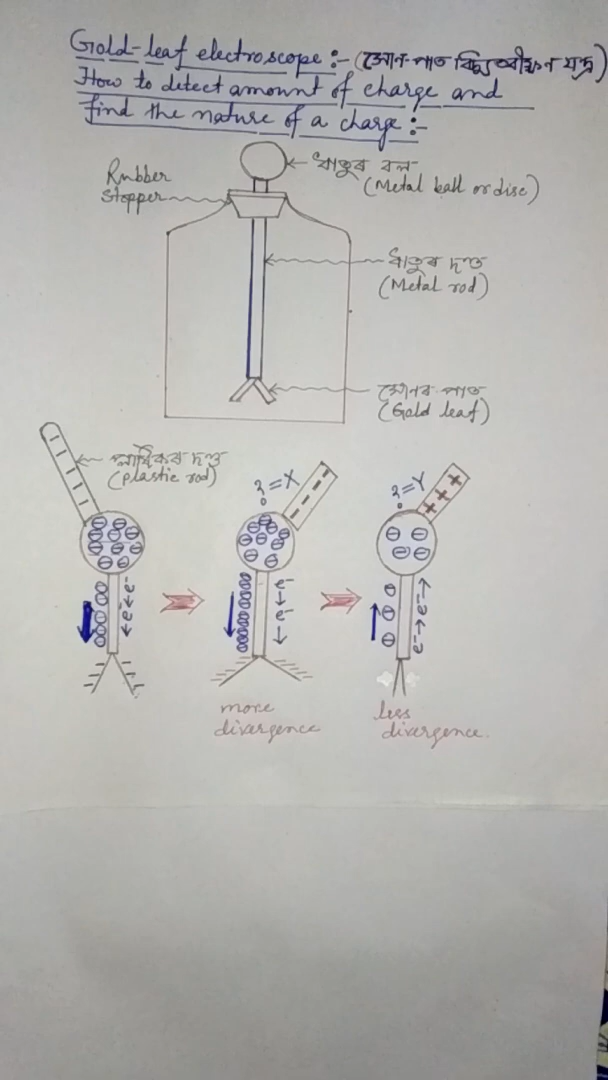 Gold-leaf electroscope:- (সোন-পাত বিদ্যুৎবীক্ষণ যন্ত্ৰ)
How to detect amount of charge and
find the nature of a charge:-
ধাতুৰ বল
(Metal ball or disc)
Rubber
Stopper
ধাতুৰ দণ্ড
(Metal rod)
সোনৰ পাত
(Gold leaf)
প্লাষ্টিকৰ দণ্ড
(plastic rod)
? = X
? = Y
+ + +
e⁻ ← e⁻ ←
e⁻ → e⁻ →
e⁻ → e⁻ →
more
divergence
less
divergence.